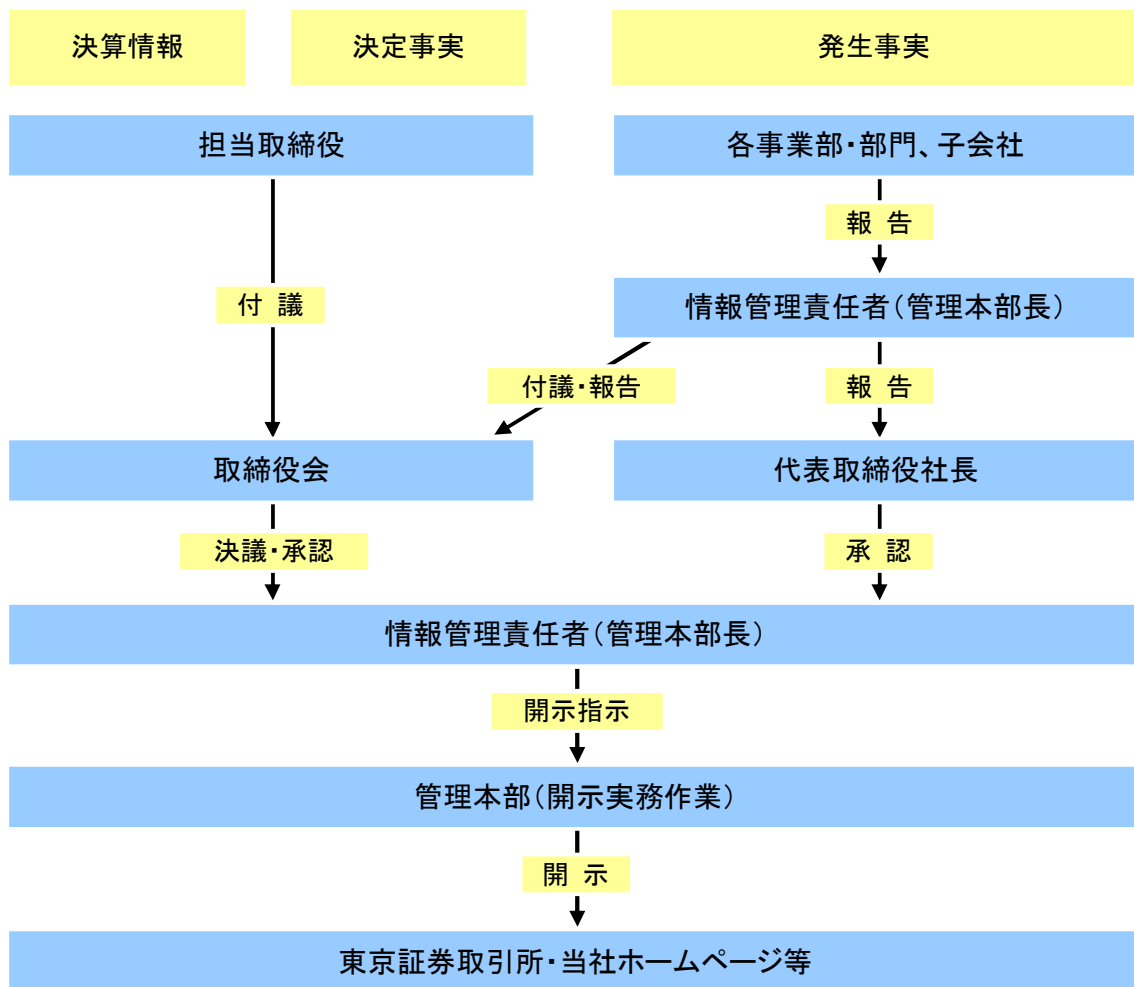 決算情報
決定事実
発生事実
担当取締役
各事業部・部門、子会社
報 告
付 議
情報管理責任者（管理本部長）
付議・報告
報 告
取締役会
代表取締役社長
決議・承認
承 認
情報管理責任者（管理本部長）
開示指示
管理本部（開示実務作業）
開 示
東京証券取引所・当社ホームページ等